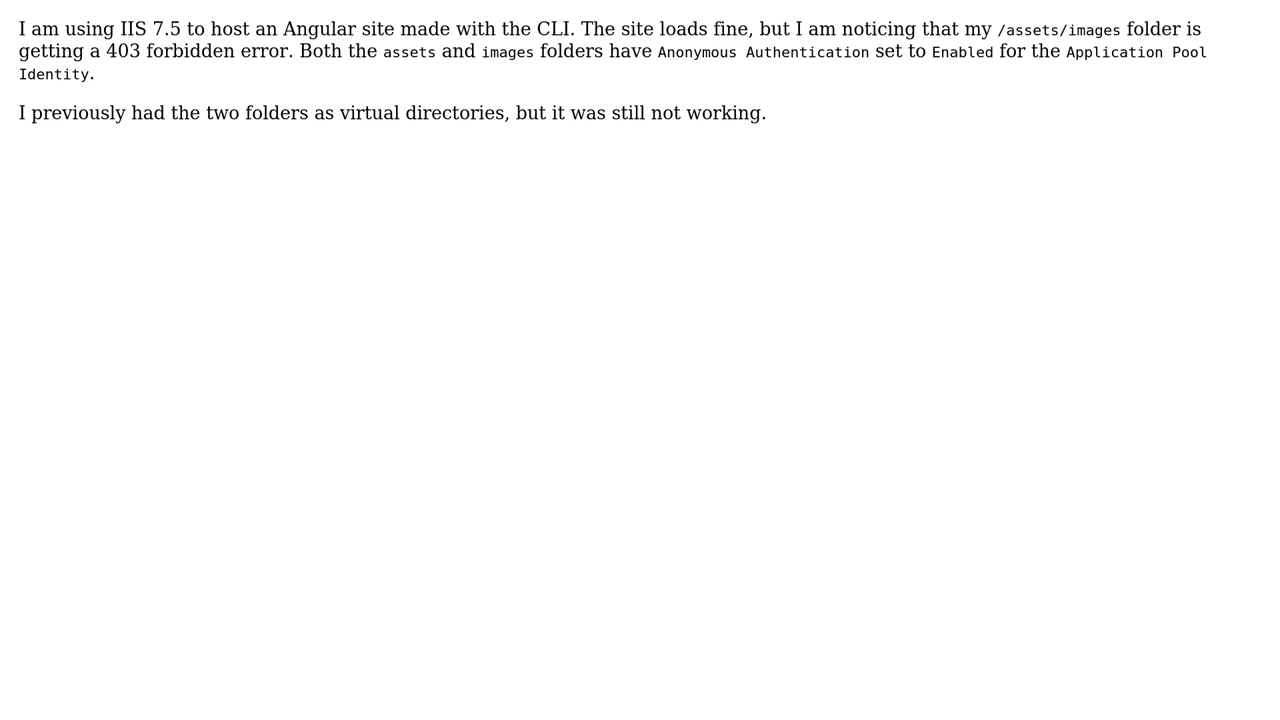 I am using IIS 7.5 to host an Angular site made with the CLI. The site loads fine, but I am noticing that my /assets/images folder is
getting a 403 forbidden error. Both the assets and images folders have Anonymous Authentication set to Enabled for the Application Pool
Identity.
I previously had the two folders as virtual directories, but it was still not working.